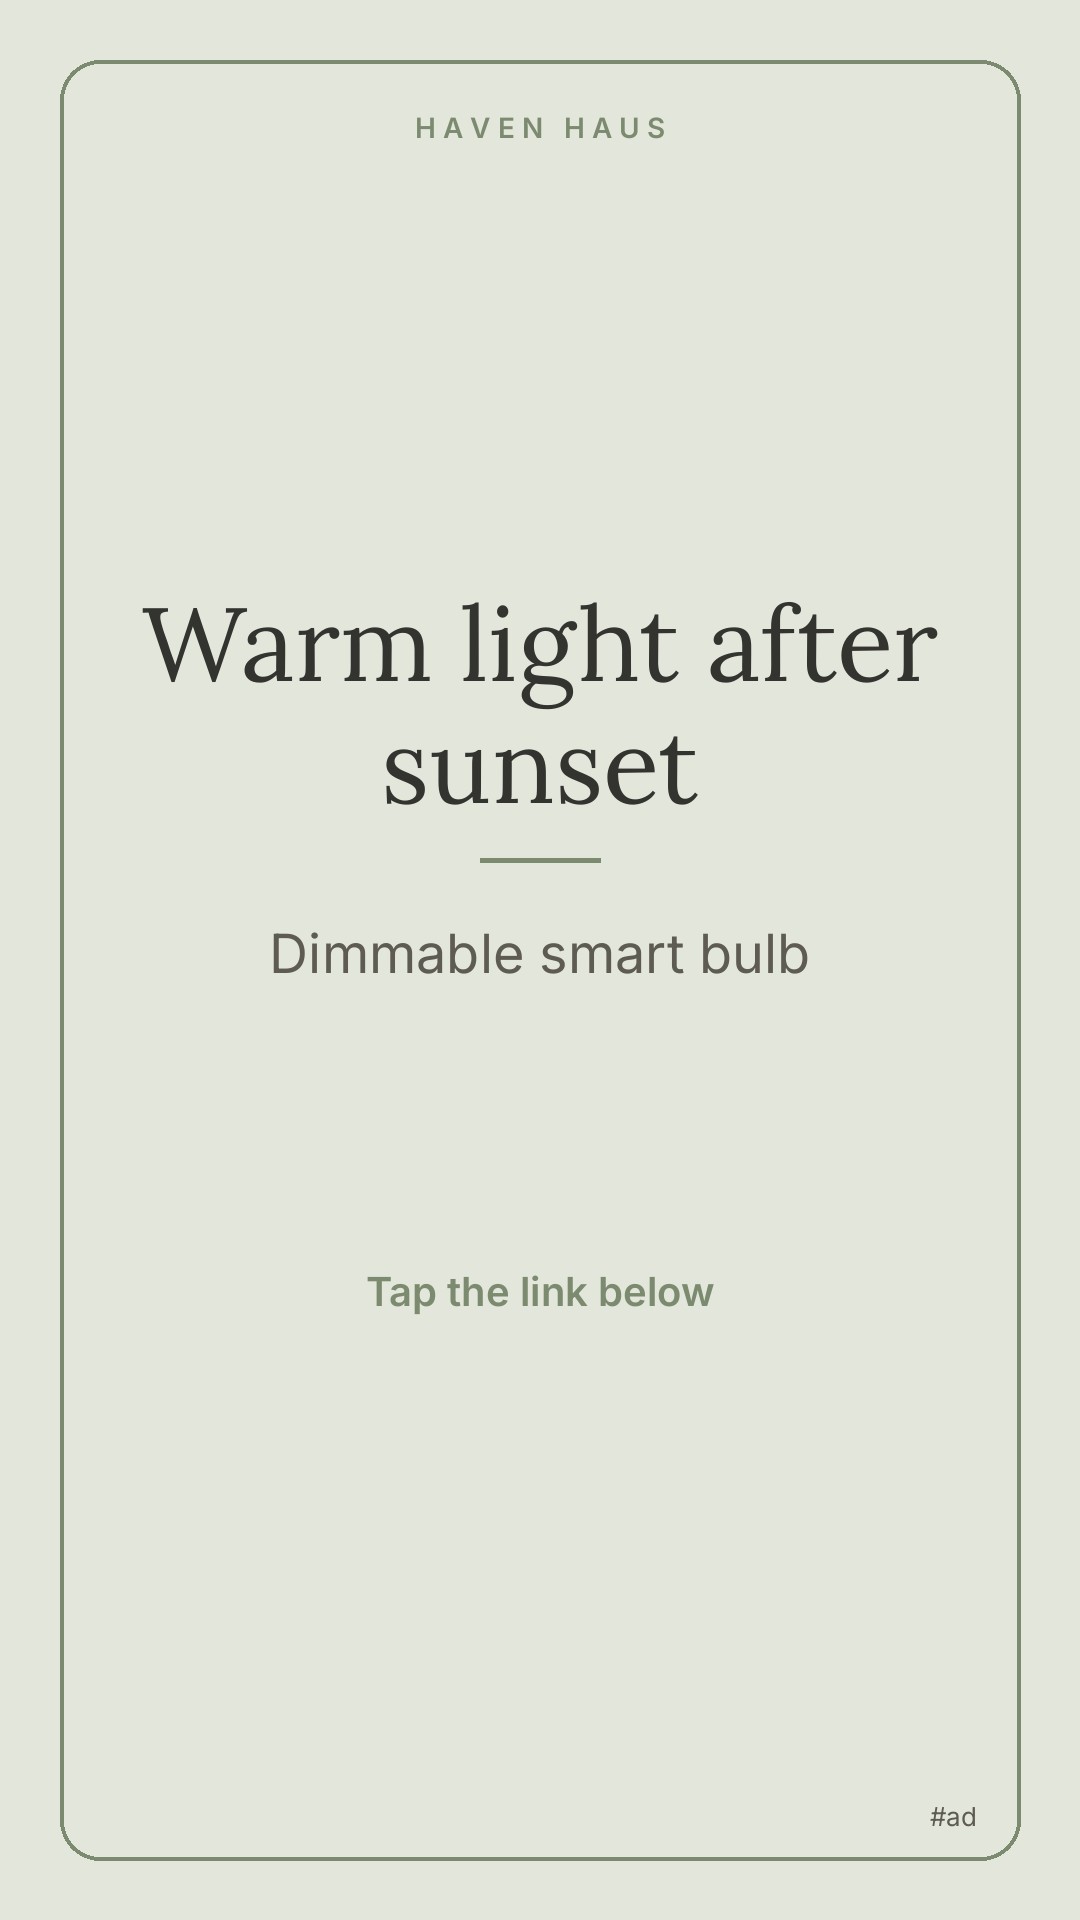 HAVEN HAUS
Warm light after
sunset
Dimmable smart bulb
Tap the link below
#ad